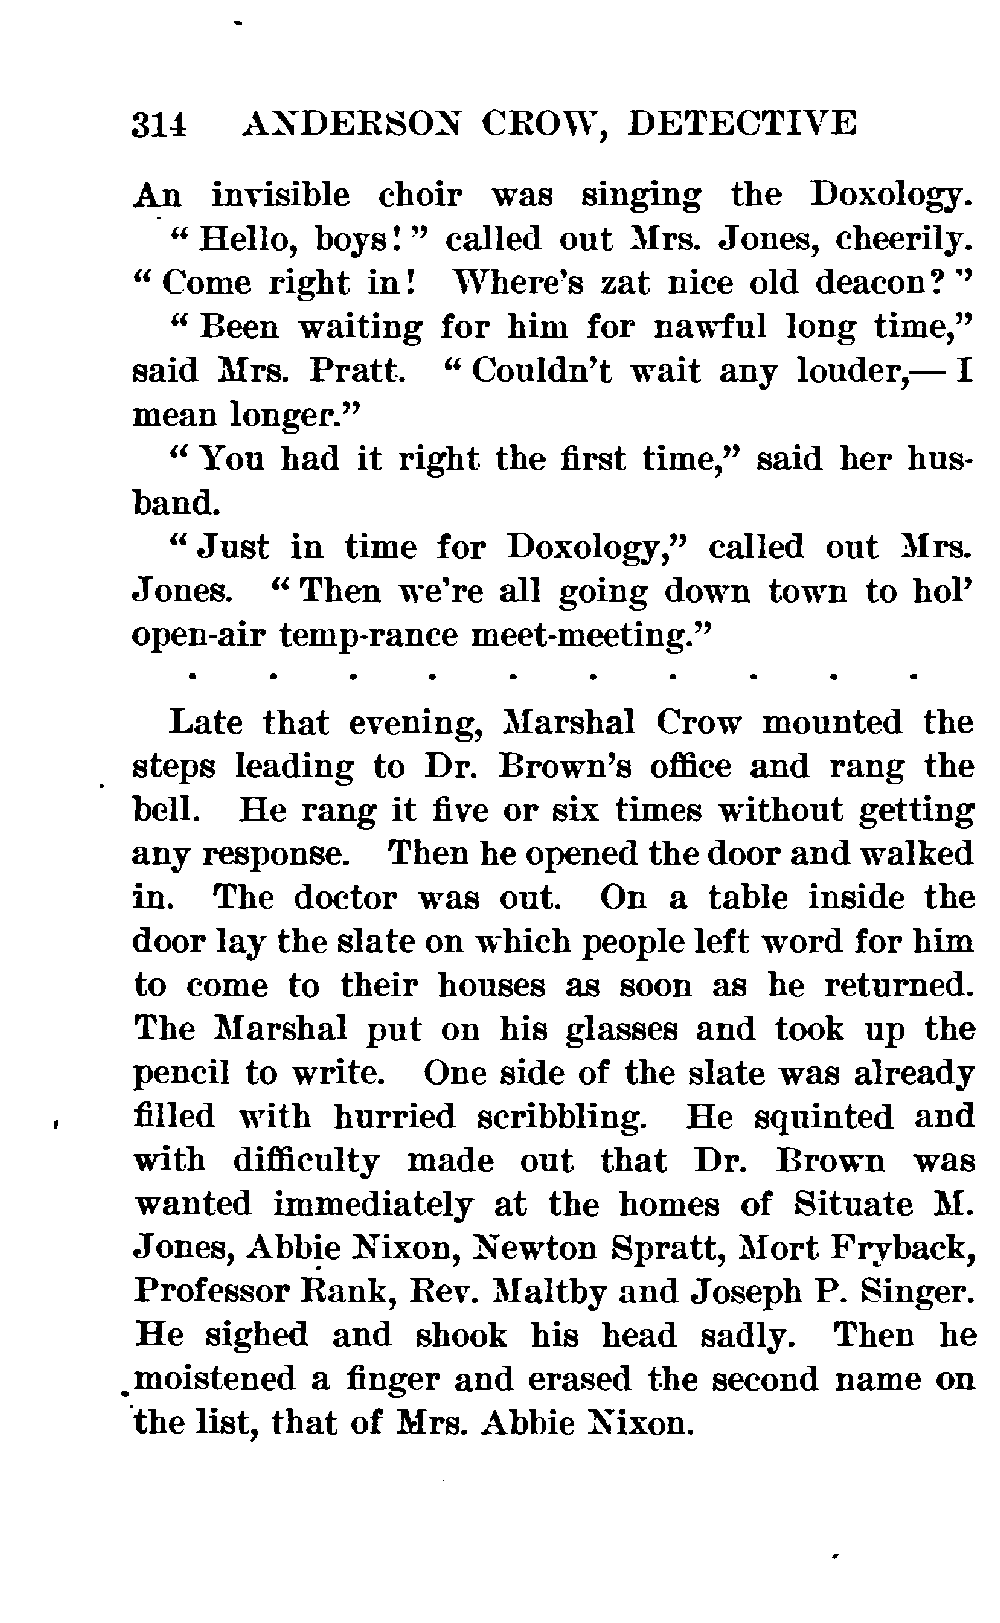 314 ANDERSON CROW, DETECTIVE
An invisible choir was singing the Doxology.
“ Hello, boys! ” called out Mrs. Jones, cheerily.
“ Come right in! Where’s zat nice old deacon? ”
“ Been waiting for him for nawful long time,”
said Mrs. Pratt. “ Couldn’t wait any louder,— I
mean longer.”
“ You had it right the first time,” said her hus-
band.
“ Just in time for Doxology,” called out Mrs.
Jones. “ Then we’re all going down town to hol’
open-air temp-rance meet-meeting.”
. . . . . . . . . .
Late that evening, Marshal Crow mounted the
steps leading to Dr. Brown’s office and rang the
bell. He rang it five or six times without getting
any response. Then he opened the door and walked
in. The doctor was out. On a table inside the
door lay the slate on which people left word for him
to come to their houses as soon as he returned.
The Marshal put on his glasses and took up the
pencil to write. One side of the slate was already
filled with hurried scribbling. He squinted and
with difficulty made out that Dr. Brown was
wanted immediately at the homes of Situate M.
Jones, Abbie Nixon, Newton Spratt, Mort Fryback,
Professor Rank, Rev. Maltby and Joseph P. Singer.
He sighed and shook his head sadly. Then he
moistened a finger and erased the second name on
the list, that of Mrs. Abbie Nixon.